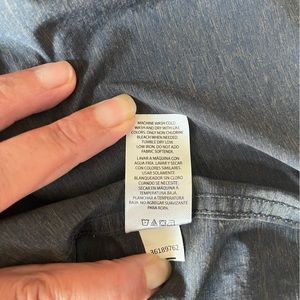 MACHINE WASH COLD
WASH AND DRY WITH LIKE
COLORS. ONLY NON CHLORINE
BLEACH WHEN NEEDED.
TUMBLE DRY LOW
LOW IRON. DO NOT ADD
FABRIC SOFTENER.
LAVAR A MÁQUINA CON
AGUA FRÍA. LAVAR Y SECAR
CON COLORES SIMILARES.
USAR SOLAMENTE
BLANQUEADOR SIN CLORO
CUANDO SE NECESITE.
SECAR EN TEMPERATURA
BAJA.
PLANCHAR A TEMPERATURA
BAJA. NO AGREGAR SUAVIZANTE
PARA ROPA.
36189762